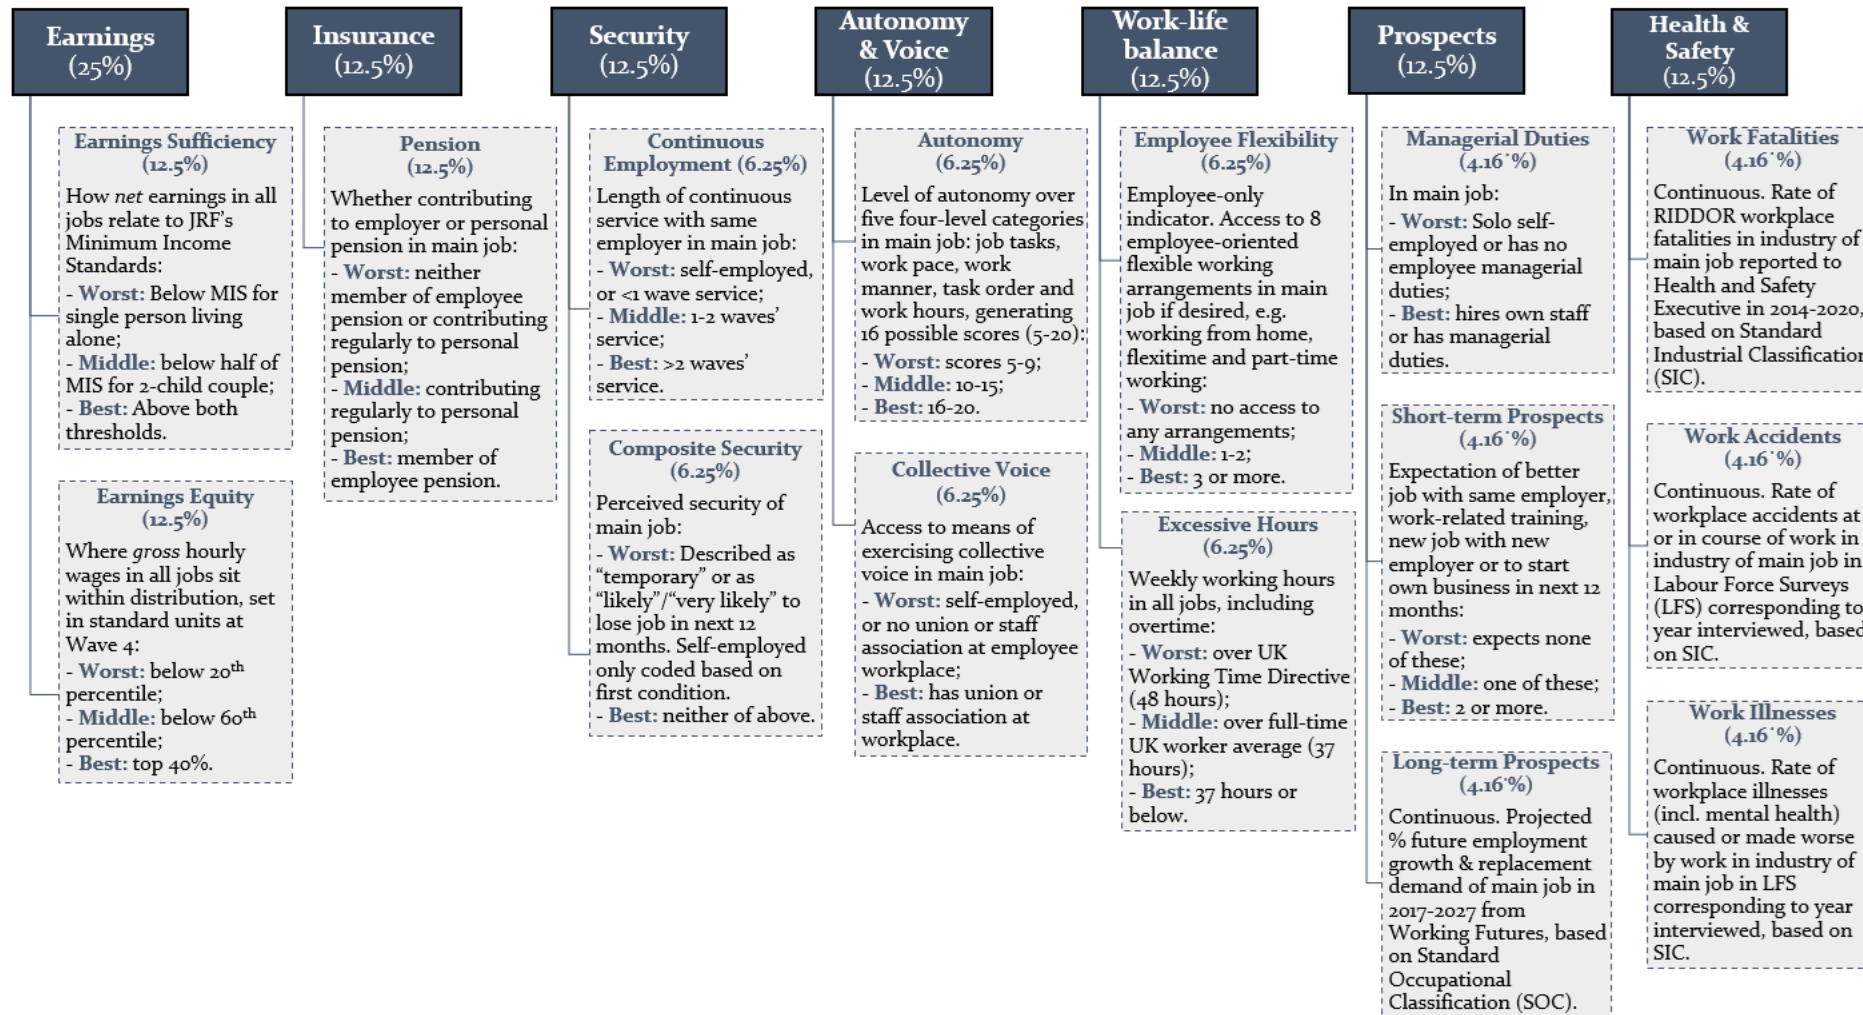 Earnings
(25%)
Earnings Sufficiency
(12.5%)
How net earnings in all
jobs relate to JRF's
Minimum Income
Standards:
- Worst: Below MIS for
single person living
alone;
- Middle: below half of
MIS for 2-child couple;
- Best: Above both
thresholds.
Earnings Equity
(12.5%)
Where gross hourly
wages in all jobs sit
within distribution, set
in standard units at
Wave 4:
- Worst: below 20th
percentile;
- Middle: below 60th
percentile;
- Best: top 40%.
Insurance
(12.5%)
Pension
(12.5%)
Whether contributing
to employer or personal
pension in main job:
- Worst: neither
member of employee
pension or contributing
regularly to personal
pension;
- Middle: contributing
regularly to personal
pension;
- Best: member of
employee pension.
Security
(12.5%)
Continuous
Employment (6.25%)
Length of continuous
service with same
employer in main job:
- Worst: self-employed,
or <1 wave service;
- Middle: 1-2 waves'
service;
- Best: >2 waves'
service.
Composite Security
(6.25%)
Perceived security of
main job:
- Worst: Described as
"temporary" or as
"likely"/"very likely" to
lose job in next 12
months. Self-employed
only coded based on
first condition.
- Best: neither of above.
Autonomy
& Voice
(12.5%)
Autonomy
(6.25%)
Level of autonomy over
five four-level categories
in main job: job tasks,
work pace, work
manner, task order and
work hours, generating
16 possible scores (5-20):
- Worst: scores 5-9;
- Middle: 10-15;
- Best: 16-20.
Collective Voice
(6.25%)
Access to means of
exercising collective
voice in main job:
- Worst: self-employed,
or no union or staff
association at employee
workplace;
- Best: has union or
staff association at
workplace.
Work-life
balance
(12.5%)
Employee Flexibility
(6.25%)
Employee-only
indicator. Access to 8
employee-oriented
flexible working
arrangements in main
job if desired, e.g.
working from home,
flexitime and part-time
working:
- Worst: no access to
any arrangements;
- Middle: 1-2;
- Best: 3 or more.
Excessive Hours
(6.25%)
Weekly working hours
in all jobs, including
overtime:
- Worst: over UK
Working Time Directive
(48 hours);
- Middle: over full-time
UK worker average (37
hours);
- Best: 37 hours or
below.
Prospects
(12.5%)
Managerial Duties
(4.16˙%)
In main job:
- Worst: Solo self-
employed or has no
employee managerial
duties;
- Best: hires own staff
or has managerial
duties.
Short-term Prospects
(4.16˙%)
Expectation of better
job with same employer,
work-related training,
new job with new
employer or to start
own business in next 12
months:
- Worst: expects none
of these;
- Middle: one of these;
- Best: 2 or more.
Long-term Prospects
(4.16˙%)
Continuous. Projected
% future employment
growth & replacement
demand of main job in
2017-2027 from
Working Futures, based
on Standard
Occupational
Classification (SOC).
Health &
Safety
(12.5%)
Work Fatalities
(4.16˙%)
Continuous. Rate of
RIDDOR workplace
fatalities in industry of
main job reported to
Health and Safety
Executive in 2014-2020,
based on Standard
Industrial Classification
(SIC).
Work Accidents
(4.16˙%)
Continuous. Rate of
workplace accidents at
or in course of work in
industry of main job in
Labour Force Surveys
(LFS) corresponding to
year interviewed, based
on SIC.
Work Illnesses
(4.16˙%)
Continuous. Rate of
workplace illnesses
(incl. mental health)
caused or made worse
by work in industry of
main job in LFS
corresponding to year
interviewed, based on
SIC.